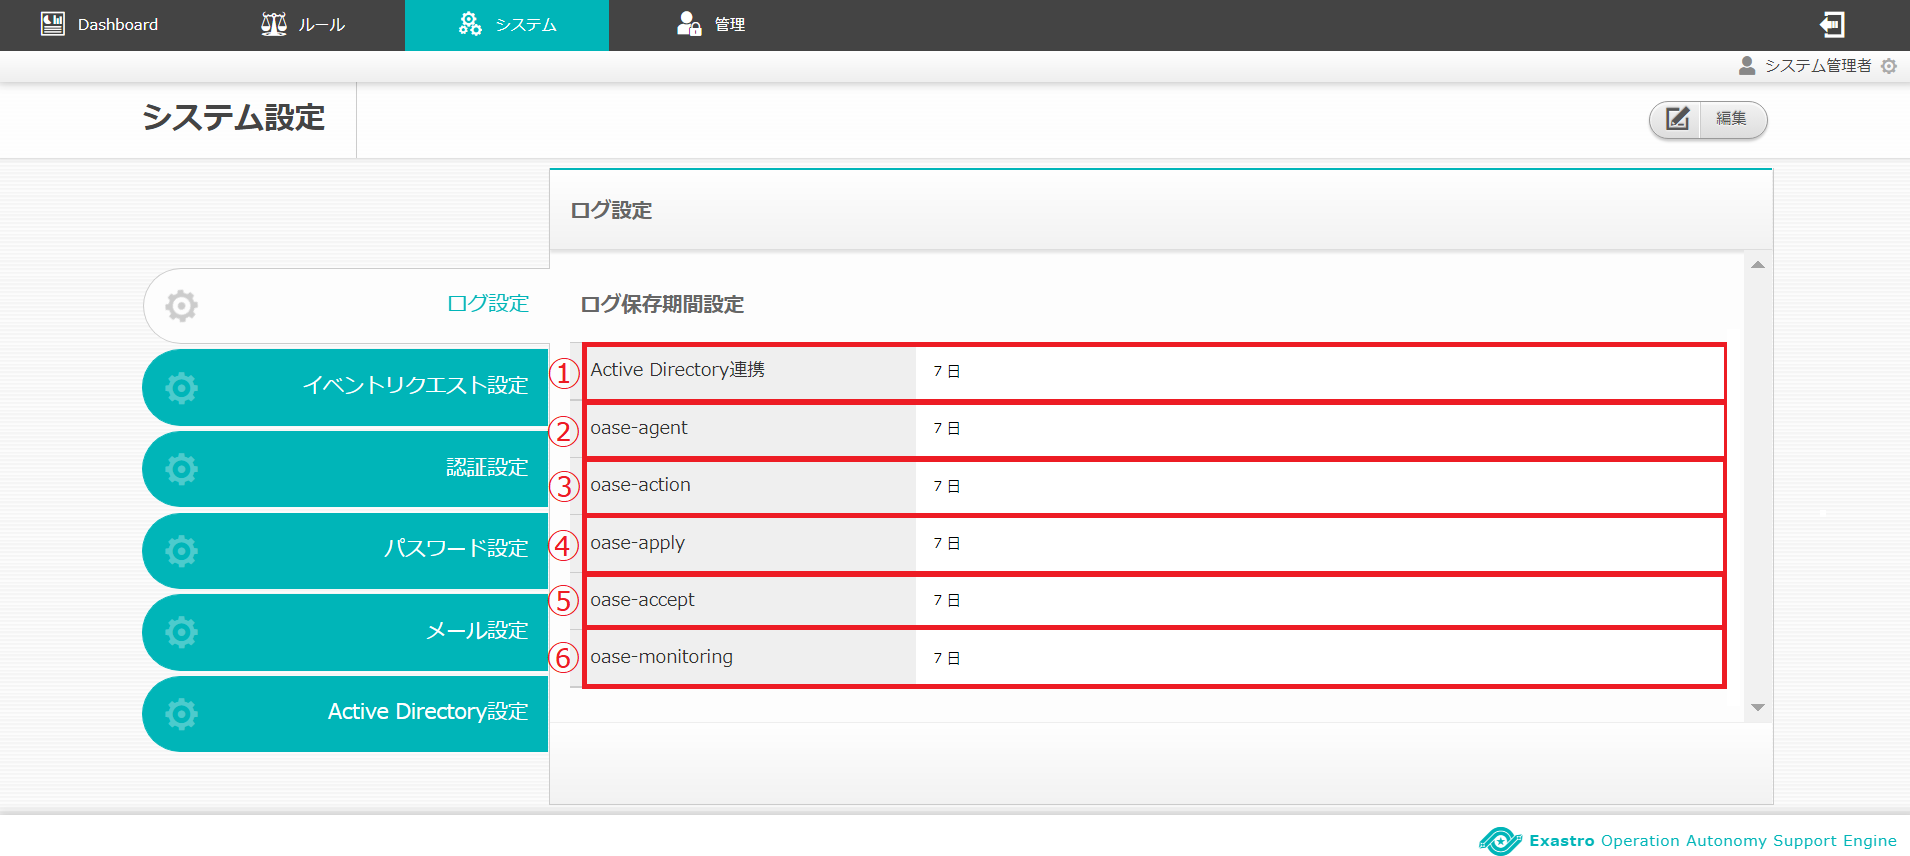 Dashboard ルール システム 管理
システム管理者
システム設定
編集
ログ設定
ログ設定
イベントリクエスト設定
認証設定
パスワード設定
メール設定
Active Directory設定
ログ保存期間設定
① Active Directory連携 7 日
② oase-agent 7 日
③ oase-action 7 日
④ oase-apply 7 日
⑤ oase-accept 7 日
⑥ oase-monitoring 7 日
Exastro Operation Autonomy Support Engine